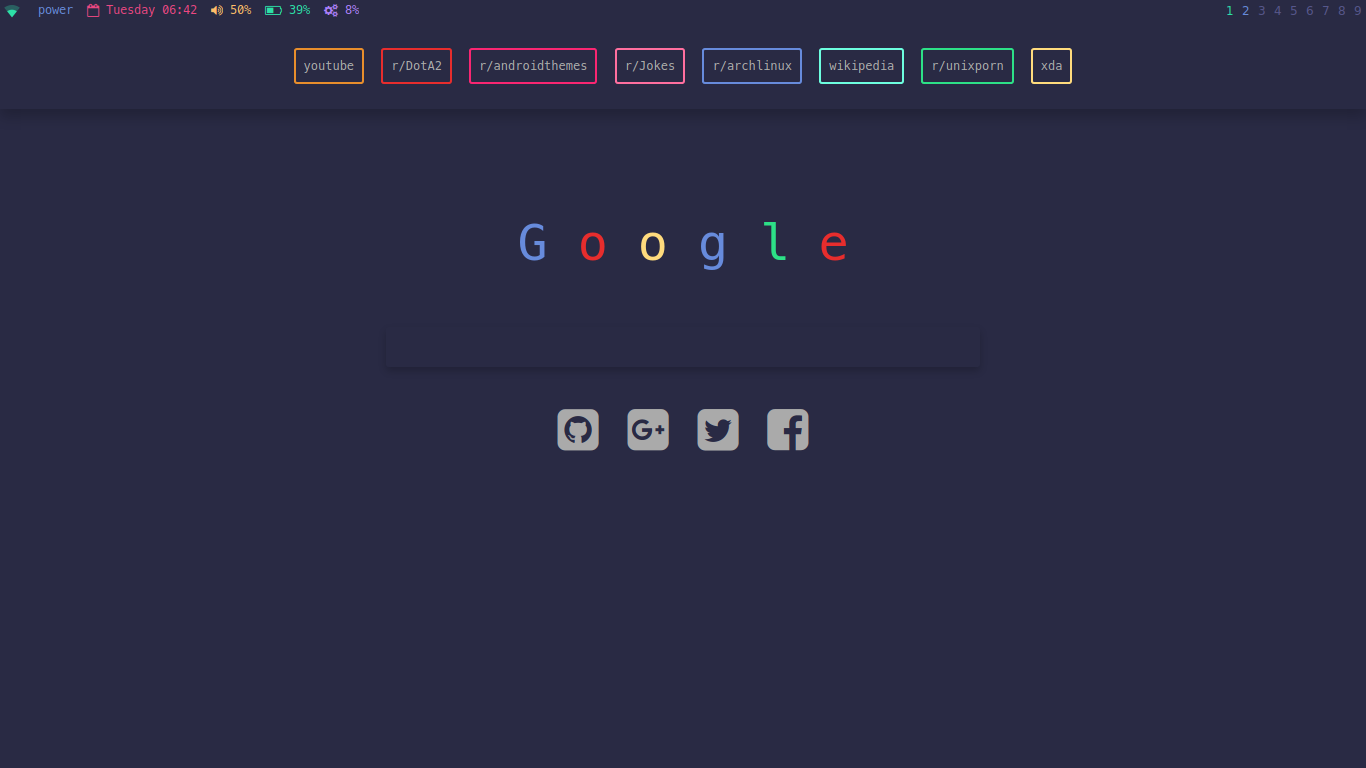 power Tuesday 06:42 50% 39% 8% 1 2 3 4 5 6 7 8 9
youtube r/DotA2 r/androidthemes r/Jokes r/archlinux wikipedia r/unixporn xda
G o o g l e
G+